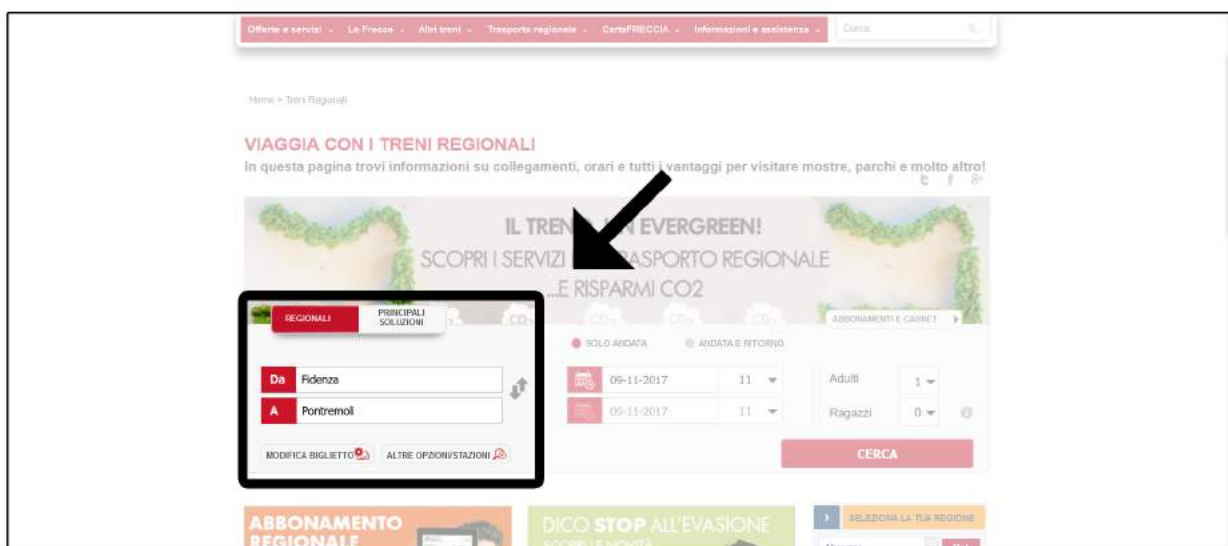 Offerte e servizi Le Frecce Altri treni Trasporto regionale CartaFRECCIA Informazioni e assistenza Cerca
Home > Treni Regionali
VIAGGIA CON I TRENI REGIONALI
In questa pagina trovi informazioni su collegamenti, orari e tutti i vantaggi per visitare mostre, parchi e molto altro!
IL EVERGREEN!
SCOPRI I SERVIZI REGIONALE
...E RISPARMI CO2
REGIONALI
PRINCIPALI
SOLUZIONI
ABBONAMENTI E CARNET
SOLO ANDATA ANDATA E RITORNO
Da Fidenza 09-11-2017 11 Adulti 1
A Pontremoli 09-11-2017 11 Ragazzi 0
MODIFICA BIGLIETTO ALTRE OPZIONI/STAZIONI CERCA
ABBONAMENTO DICO STOP ALL'EVASIONE SELEZIONA LA TUA REGIONE
REGIONALE SCOPRI LE NOVITÀ